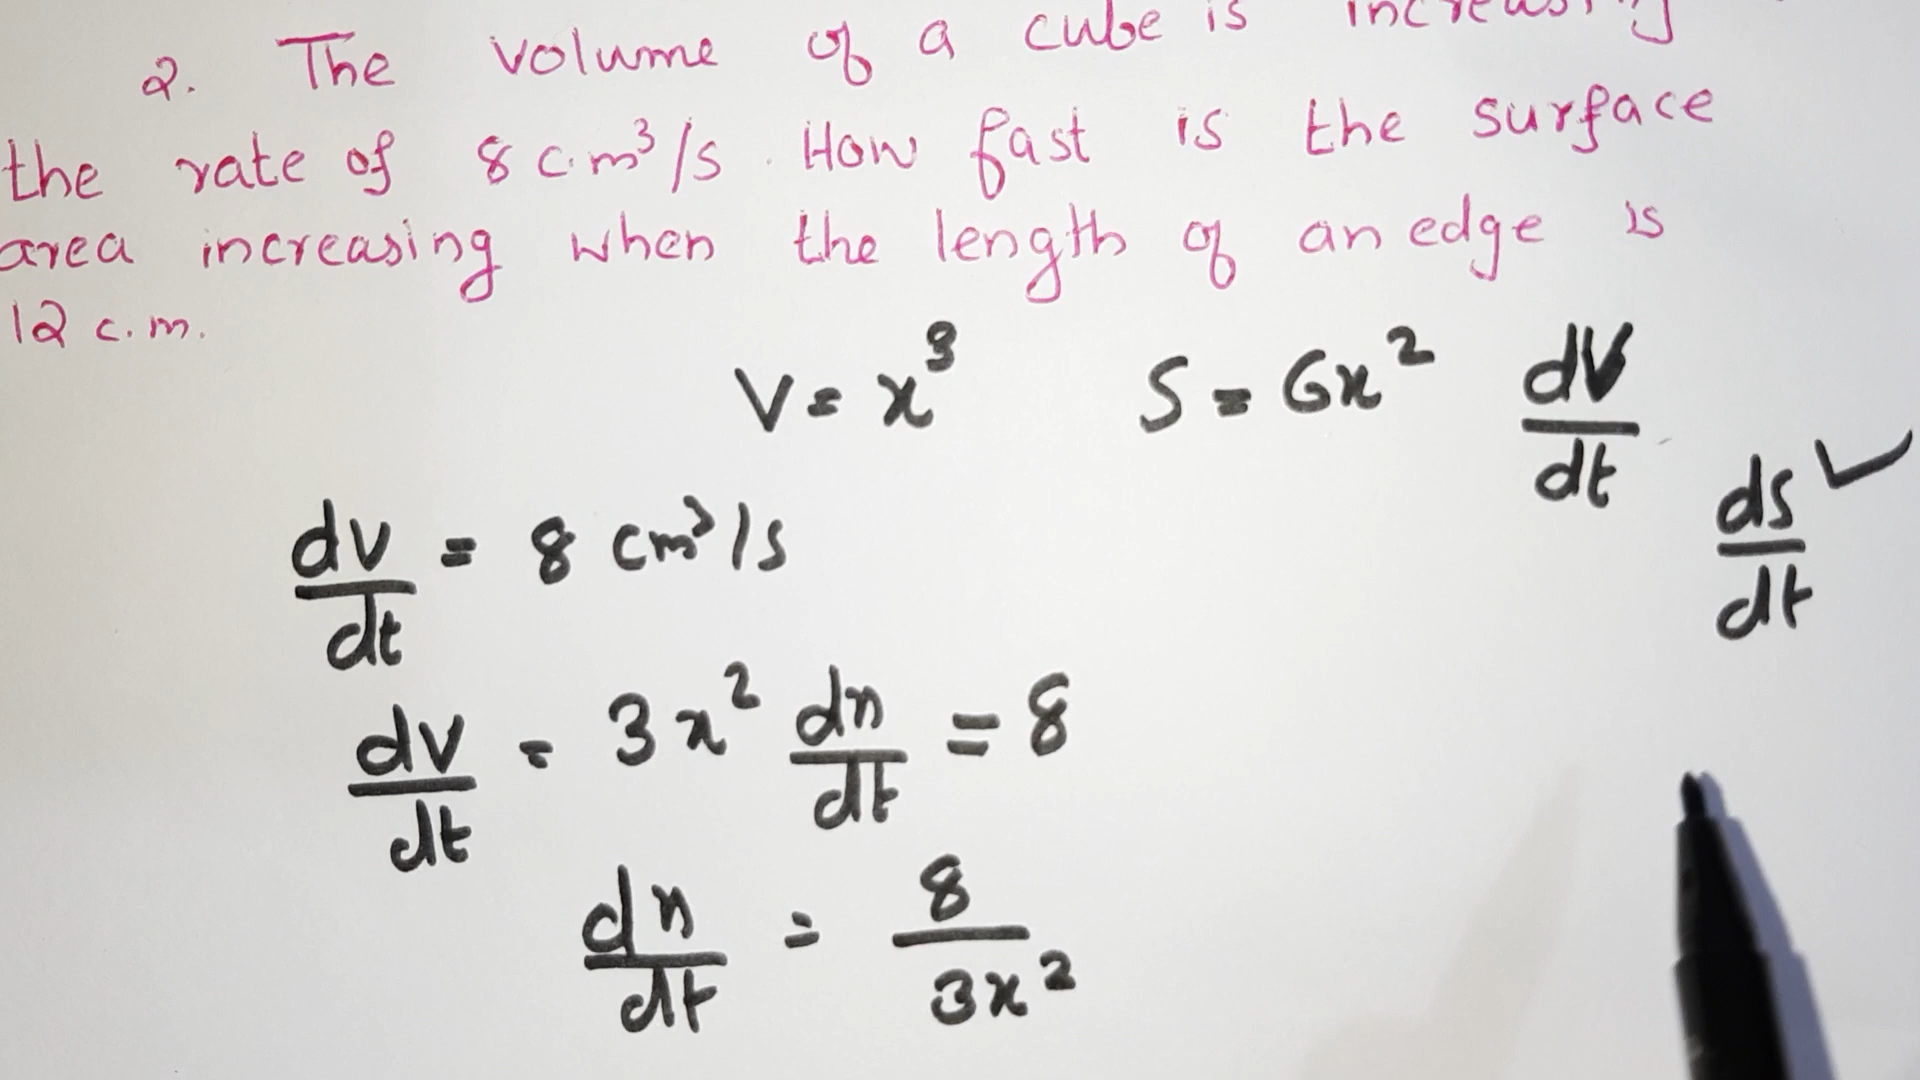 2. The volume of a cube is increasing
the rate of 8 c.m³/s. How fast is the surface
area increasing when the length of an edge is
12 c.m.
V = x³ S = 6x² dV/dt
dS/dt ✓
dv/dt = 8 cm³/s
dv/dt = 3x² dx/dt = 8
dx/dt = 8/3x²